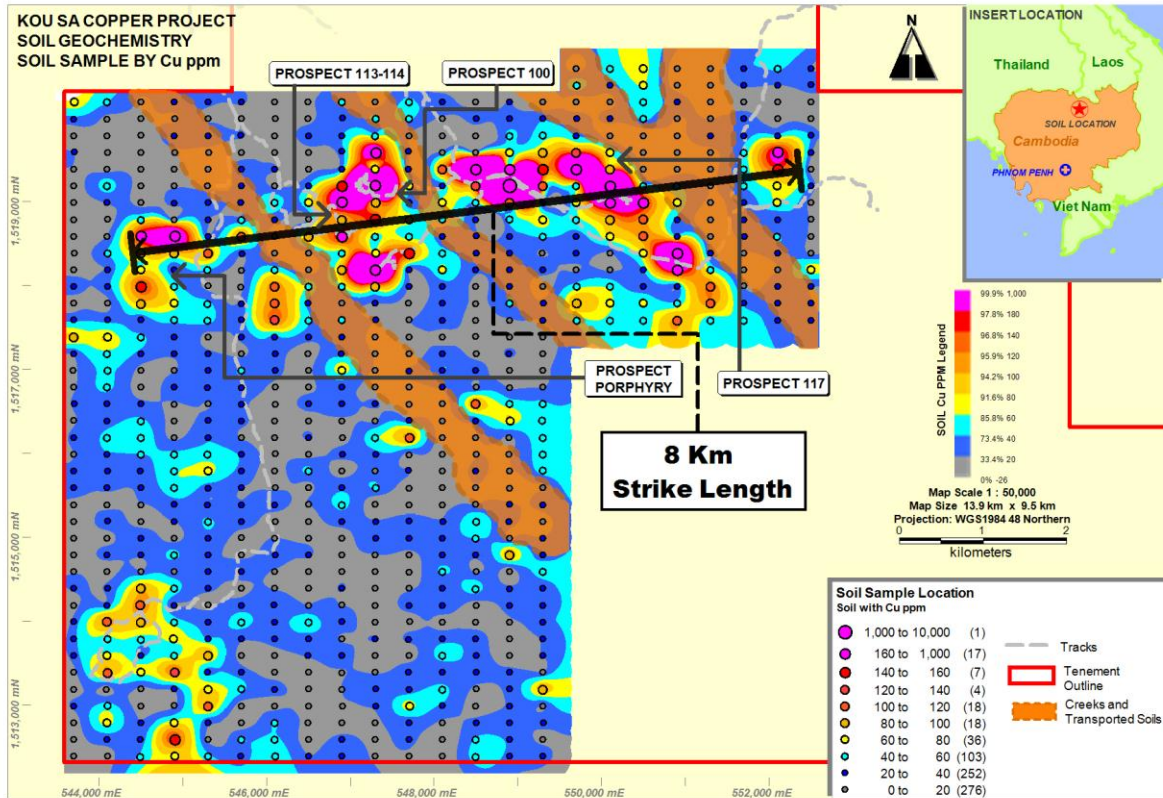 KOU SA COPPER PROJECT
SOIL GEOCHEMISTRY
SOIL SAMPLE BY Cu ppm
PROSPECT 113-114
PROSPECT 100
N
INSERT LOCATION
Thailand
Laos
SOIL LOCATION
Cambodia
PHNOM PENH
Viet Nam
1,519,000 mN
1,517,000 mN
1,515,000 mN
1,513,000 mN
PROSPECT
PORPHYRY
PROSPECT 117
8 Km
Strike Length
SOIL Cu PPM Legend
99.9% 1,000
97.8% 180
96.8% 140
95.9% 120
94.2% 100
91.6% 80
85.8% 60
73.4% 40
33.4% 20
0% -26
Map Scale 1 : 50,000
Map Size 13.9 km x 9.5 km
Projection: WGS1984 48 Northern
0 1 2
kilometers
Soil Sample Location
Soil with Cu ppm
1,000 to 10,000 (1)
160 to 1,000 (17)
140 to 160 (7)
120 to 140 (4)
100 to 120 (18)
80 to 100 (18)
60 to 80 (36)
40 to 60 (103)
20 to 40 (252)
0 to 20 (276)
Tracks
Tenement
Outline
Creeks and
Transported Soils
544,000 mE
546,000 mE
548,000 mE
550,000 mE
552,000 mE